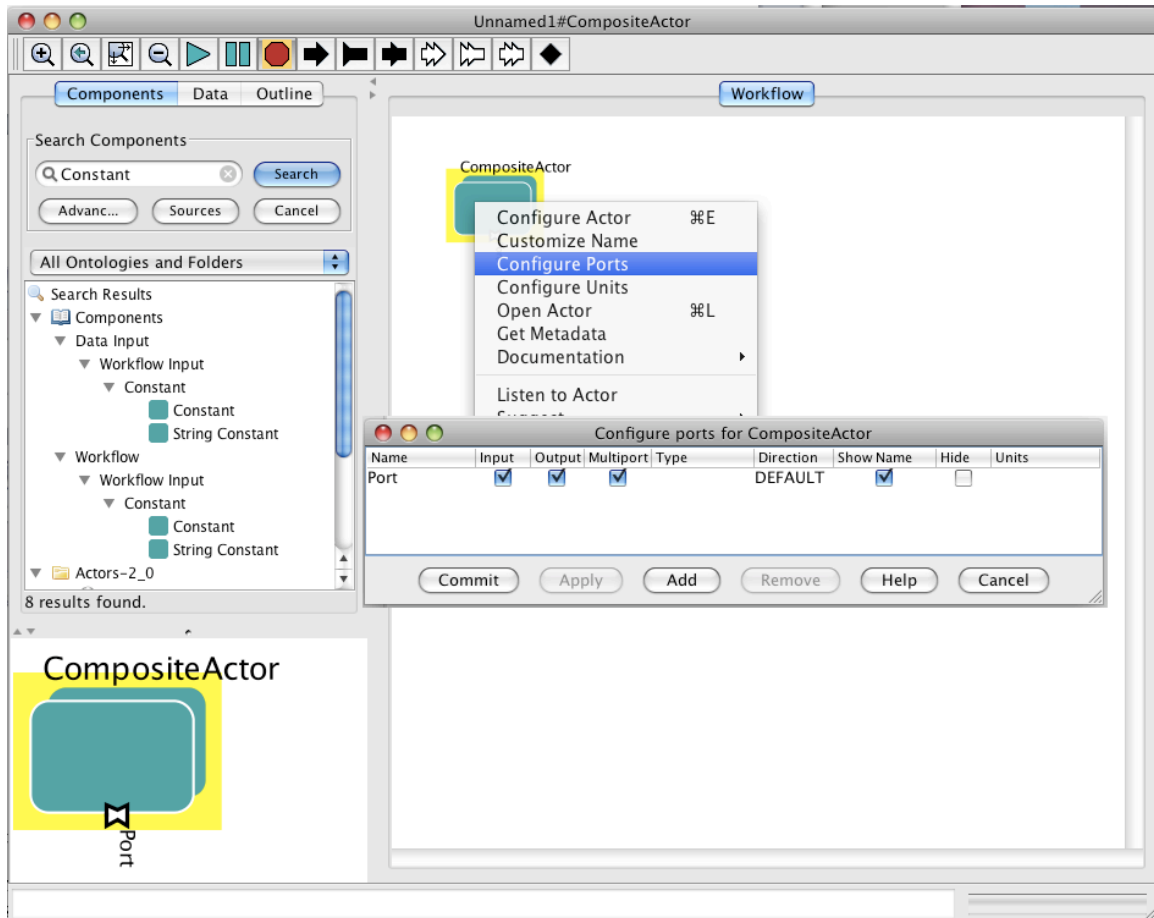 Unnamed1#CompositeActor
Components Data Outline
Workflow
Search Components
Constant Search
Advanc... Sources Cancel
All Ontologies and Folders
Search Results
Components
Data Input
Workflow Input
Constant
Constant
String Constant
Workflow
Workflow Input
Constant
Constant
String Constant
Actors-2_0
8 results found.
CompositeActor
Port
CompositeActor
Configure Actor ⌘E
Customize Name
Configure Ports
Configure Units
Open Actor ⌘L
Get Metadata
Documentation
Listen to Actor
Suggest
Configure ports for CompositeActor
Name Input Output Multiport Type Direction Show Name Hide Units
Port DEFAULT
Commit Apply Add Remove Help Cancel